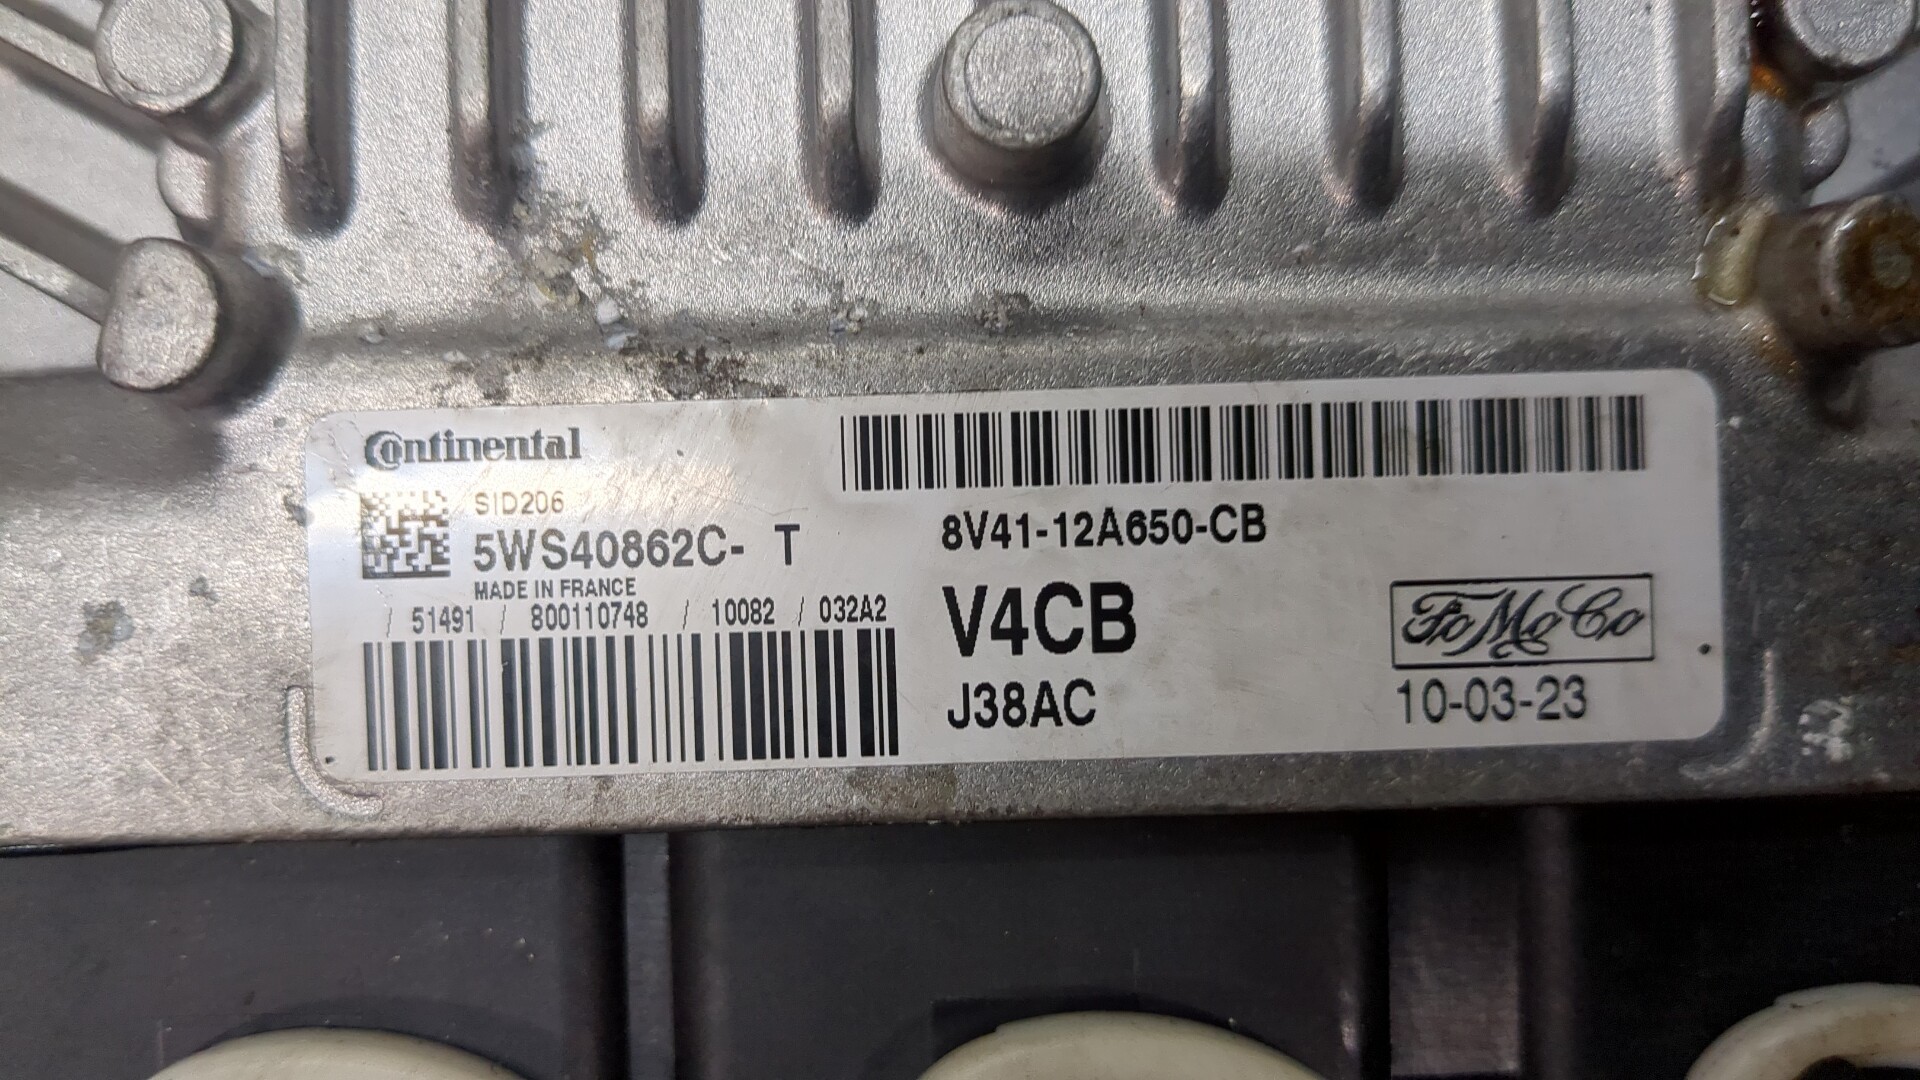 Continental
SID206
5WS40862C- T
MADE IN FRANCE
/ 51491 / 800110748 / 10082 / 032A2
8V41-12A650-CB
V4CB
J38AC
FoMoCo
10-03-23